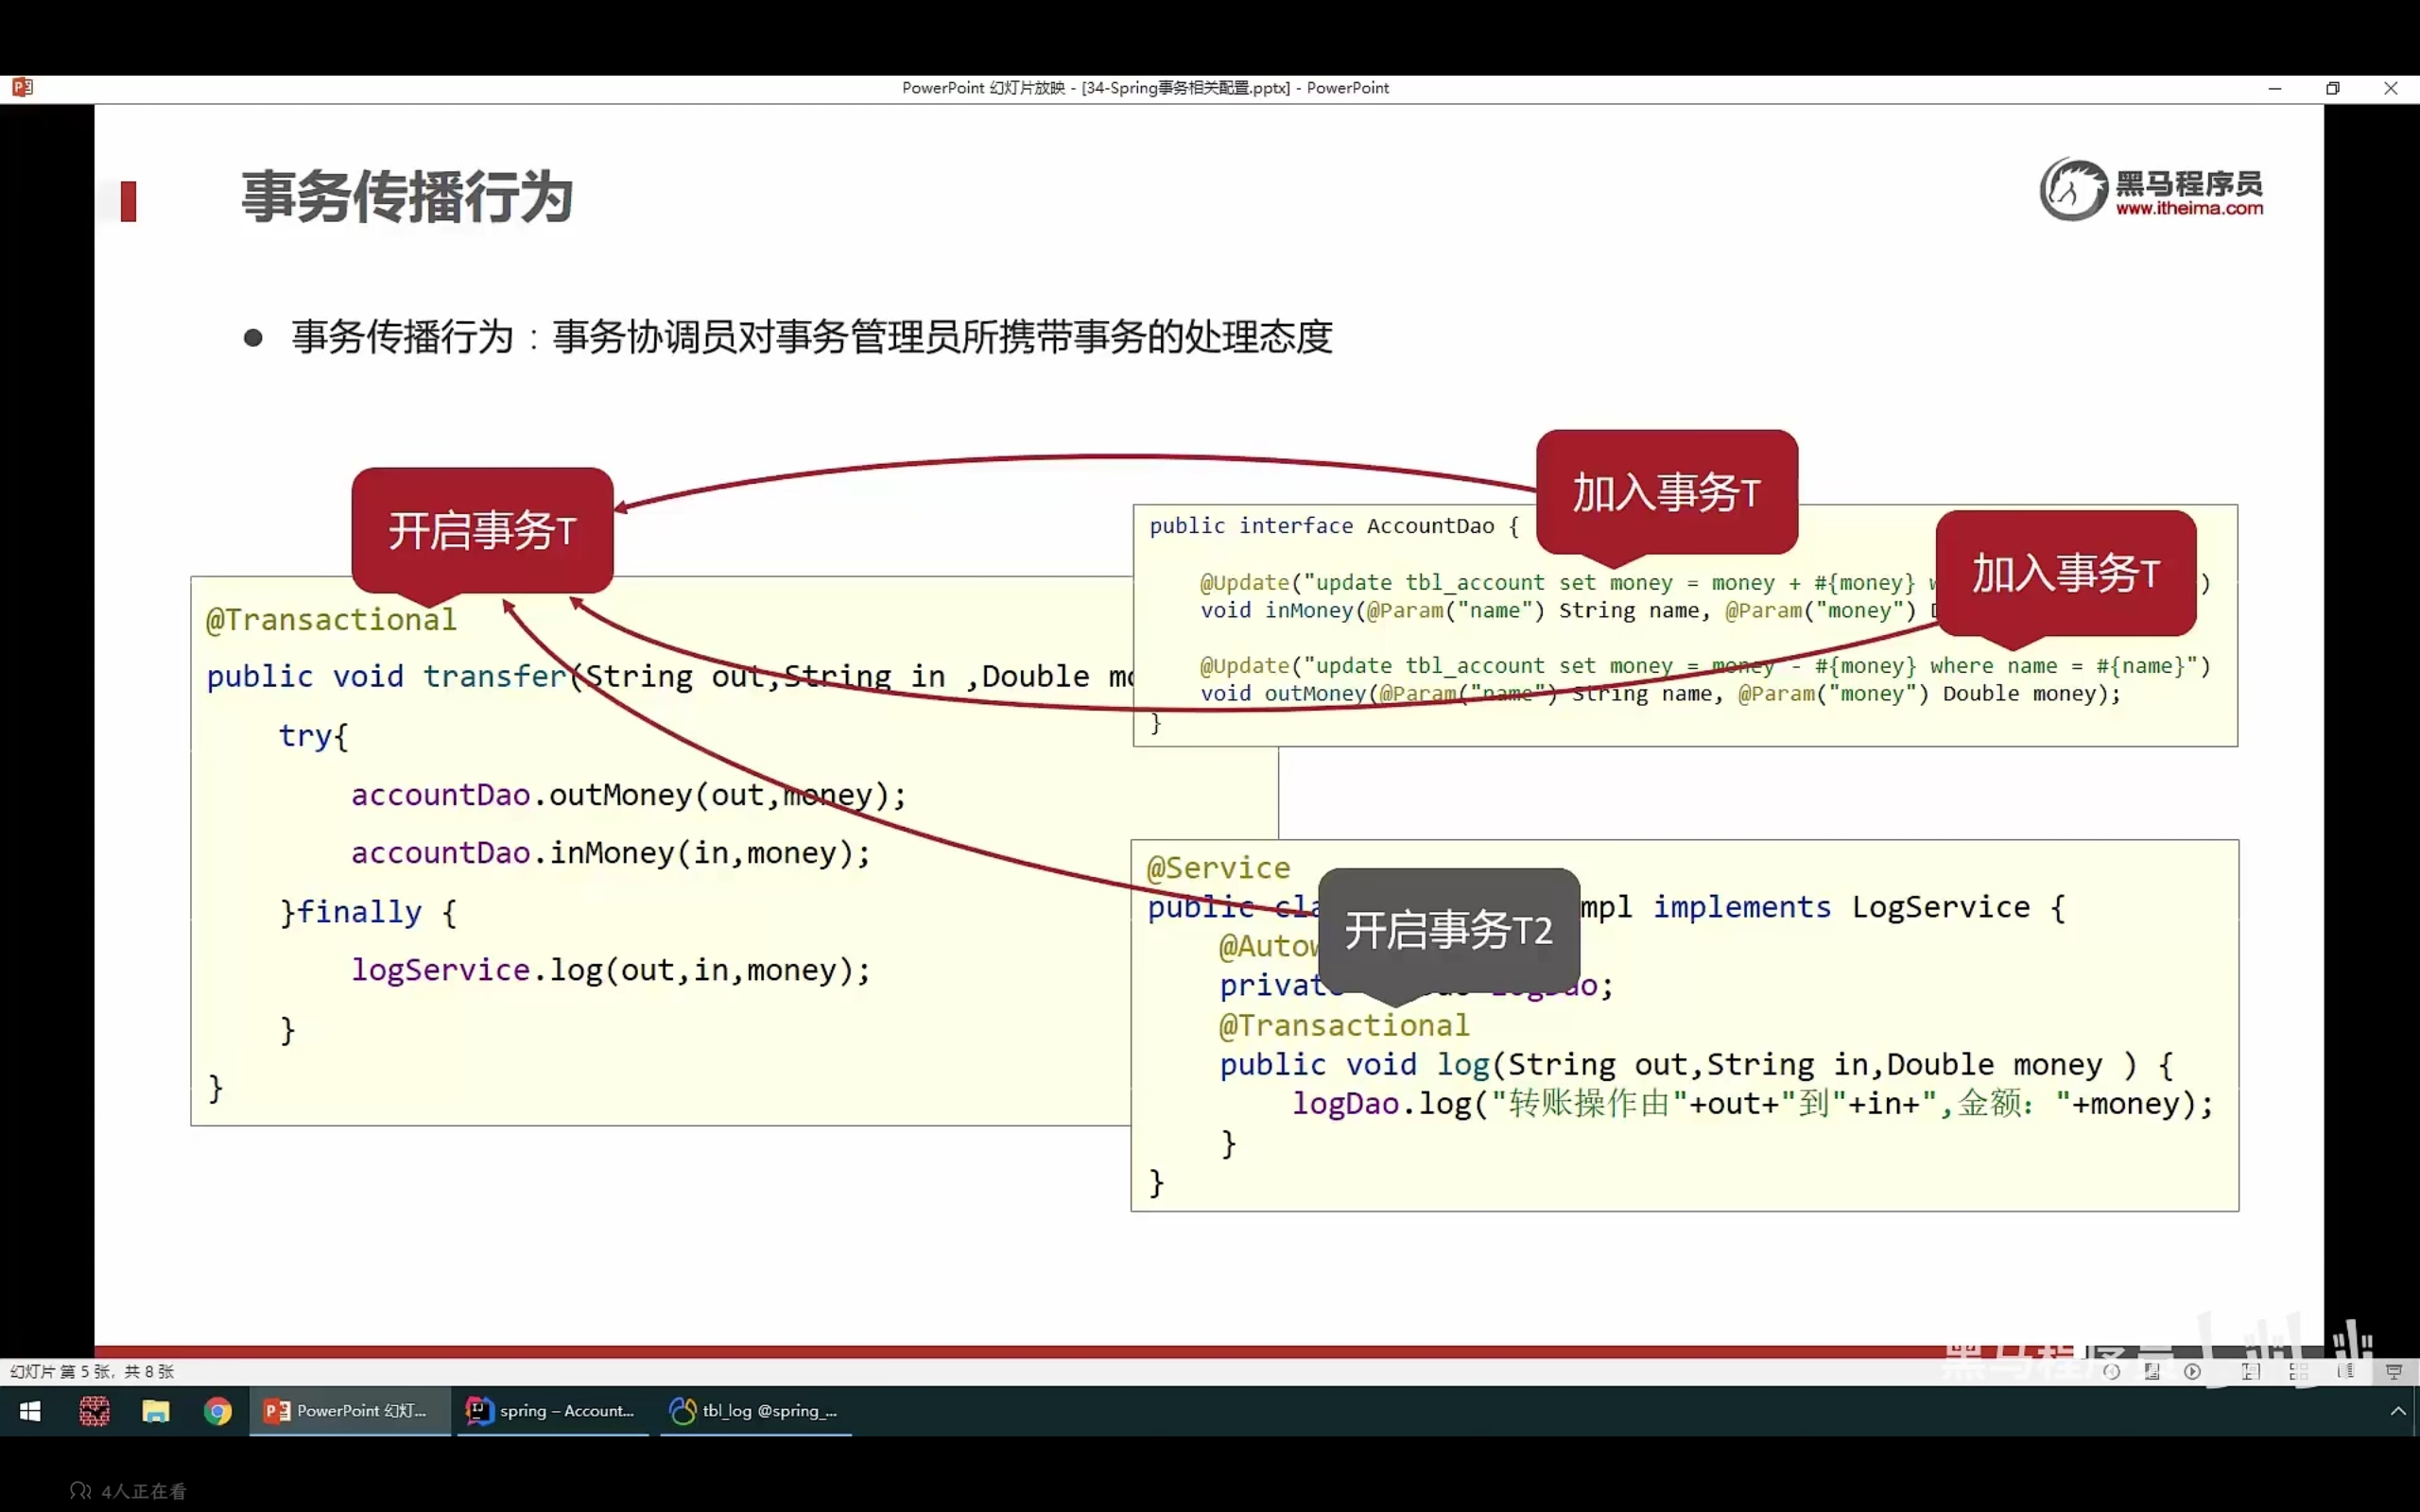 PowerPoint 幻灯片放映 - [34-Spring事务相关配置.pptx] - PowerPoint
事务传播行为
黑马程序员
www.itheima.com
● 事务传播行为：事务协调员对事务管理员所携带事务的处理态度
开启事务T
@Transactional
public void transfer(String out,String in ,Double mo
try{
accountDao.outMoney(out,money);
accountDao.inMoney(in,money);
}finally {
logService.log(out,in,money);
}
}
加入事务T
加入事务T
public interface AccountDao {
@Update("update tbl_account set money = money + #{money} )
void inMoney(@Param("name") String name, @Param("money")
@Update("update tbl_account set money = money - #{money} where name = #{name}")
void outMoney(@Param("name") String name, @Param("money") Double money);
}
开启事务T2
@Service
public implements LogService {
private
@Transactional
public void log(String out,String in,Double money ) {
logDao.log("转账操作由"+out+"到"+in+",金额："+money);
}
}
黑马程序员
幻灯片 第 5 张，共 8 张
PowerPoint 幻灯...
spring – Account...
tbl_log @spring_...
4人正在看